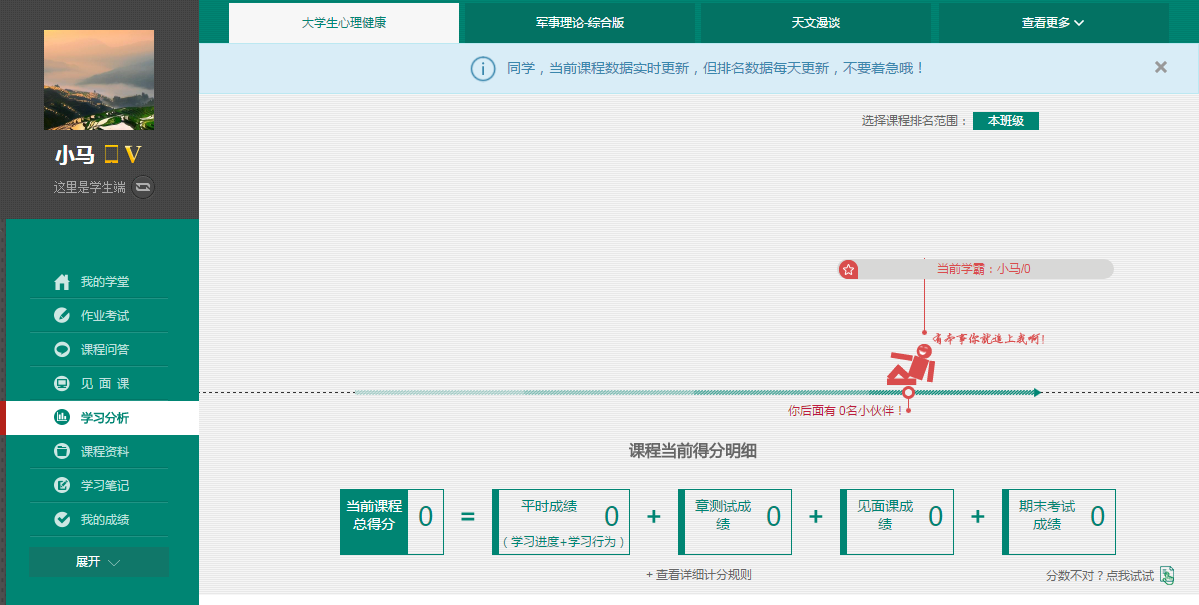 大学生心理健康
军事理论-综合版
天文漫谈
查看更多
同学，当前课程数据实时更新，但排名数据每天更新，不要着急哦！
选择课程排名范围：
本班级
小马 V
这里是学生端
我的学堂
作业考试
课程问答
见 面 课
学习分析
课程资料
学习笔记
我的成绩
展开
当前学霸：小马/0
有本事你就追上我啊!
你后面有 0名小伙伴！
课程当前得分明细
当前课程
总得分
0
=
平时成绩
0
（学习进度+学习行为）
+
章测试成
绩
0
+
见面课成
绩
0
+
期末考试
成绩
0
+ 查看详细计分规则
分数不对？点我试试